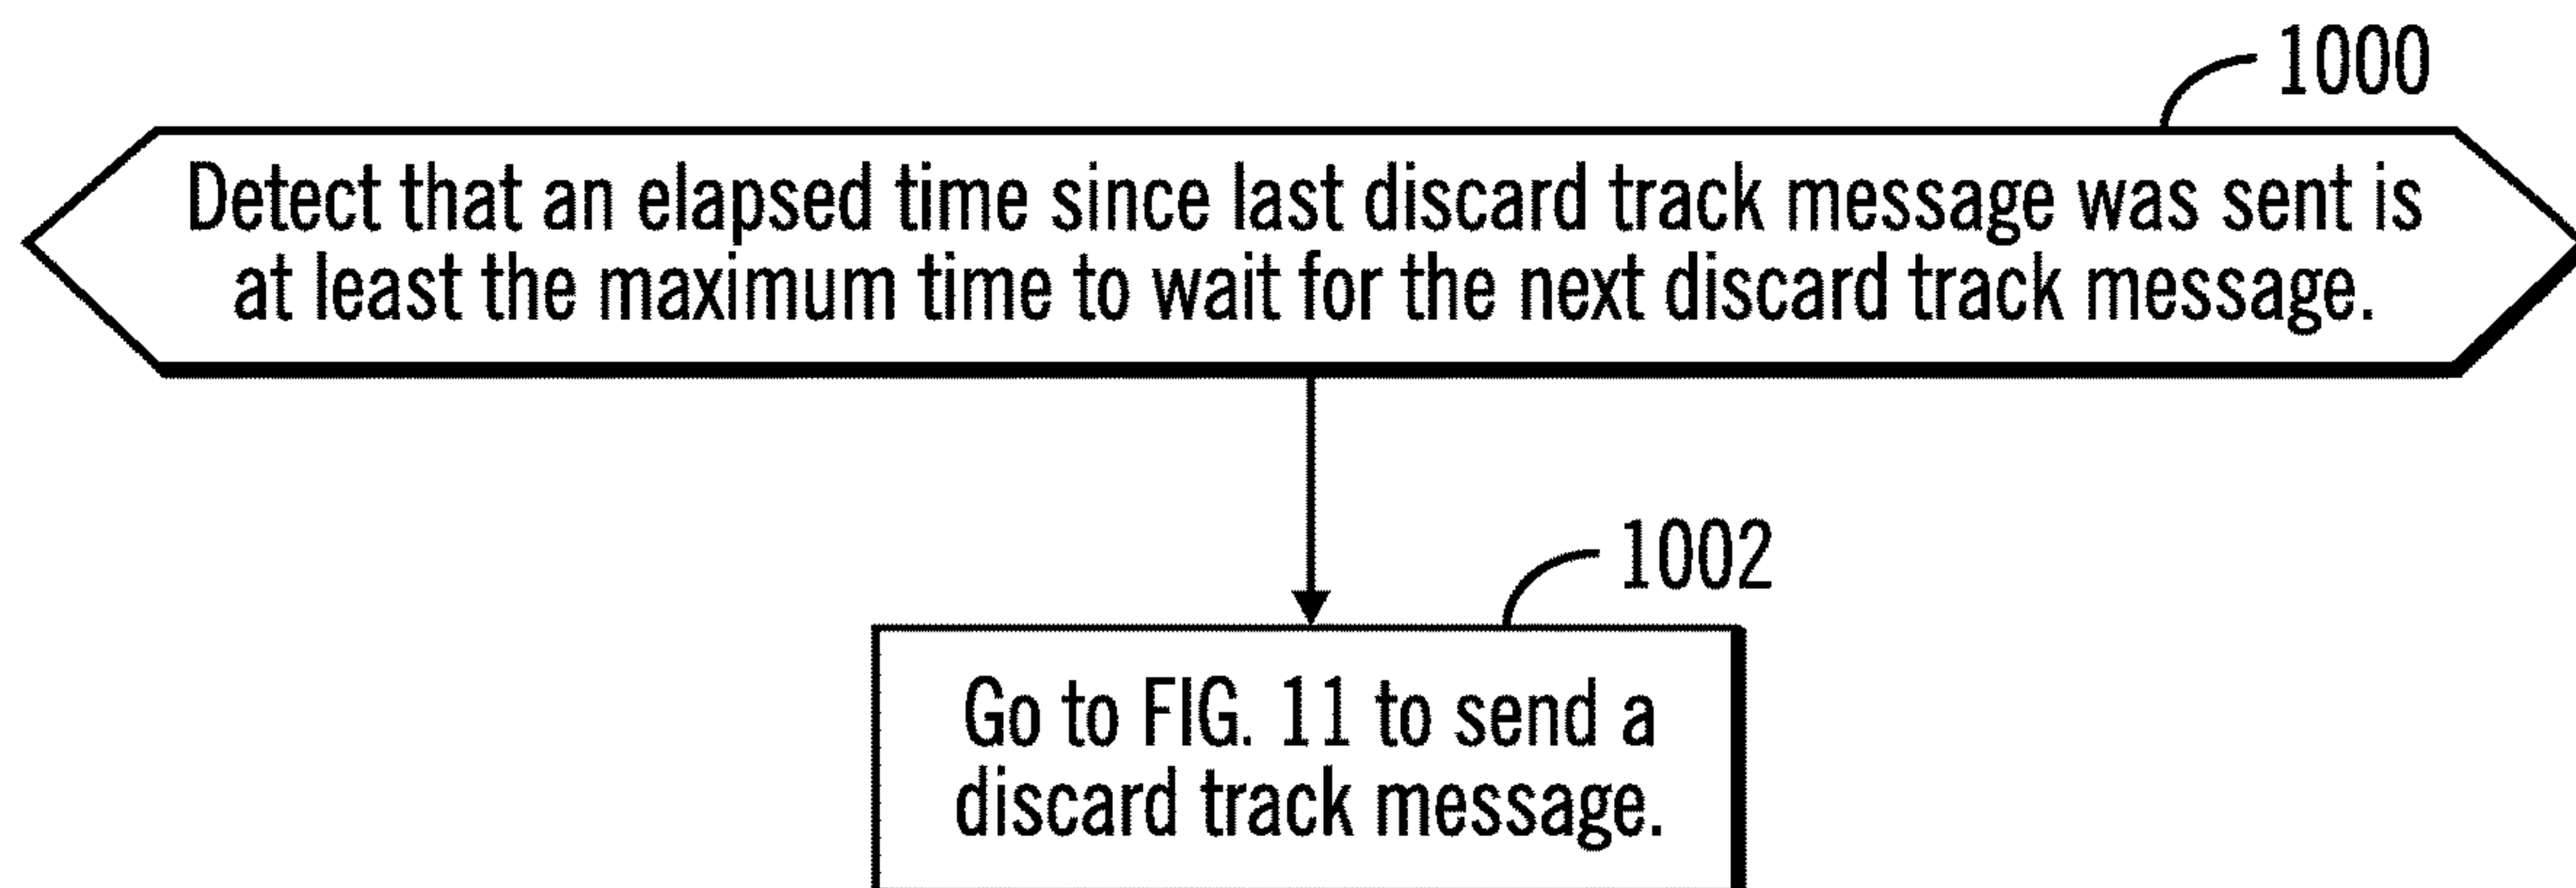 1000
Detect that an elapsed time since last discard track message was sent is
at least the maximum time to wait for the next discard track message.
1002
Go to FIG. 11 to send a
discard track message.